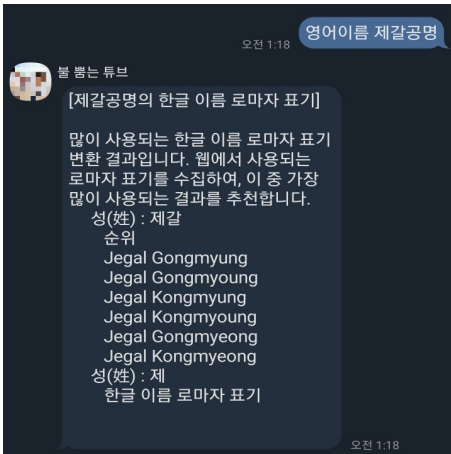 영어이름 제갈공명
오전 1:18
불 뿜는 튜브
[제갈공명의 한글 이름 로마자 표기]
많이 사용되는 한글 이름 로마자 표기
변환 결과입니다. 웹에서 사용되는
로마자 표기를 수집하여, 이 중 가장
많이 사용되는 결과를 추천합니다.
성(姓) : 제갈
순위
Jegal Gongmyung
Jegal Gongmyoung
Jegal Kongmyung
Jegal Kongmyoung
Jegal Gongmyeong
Jegal Kongmyeong
성(姓) : 제
한글 이름 로마자 표기
오전 1:18